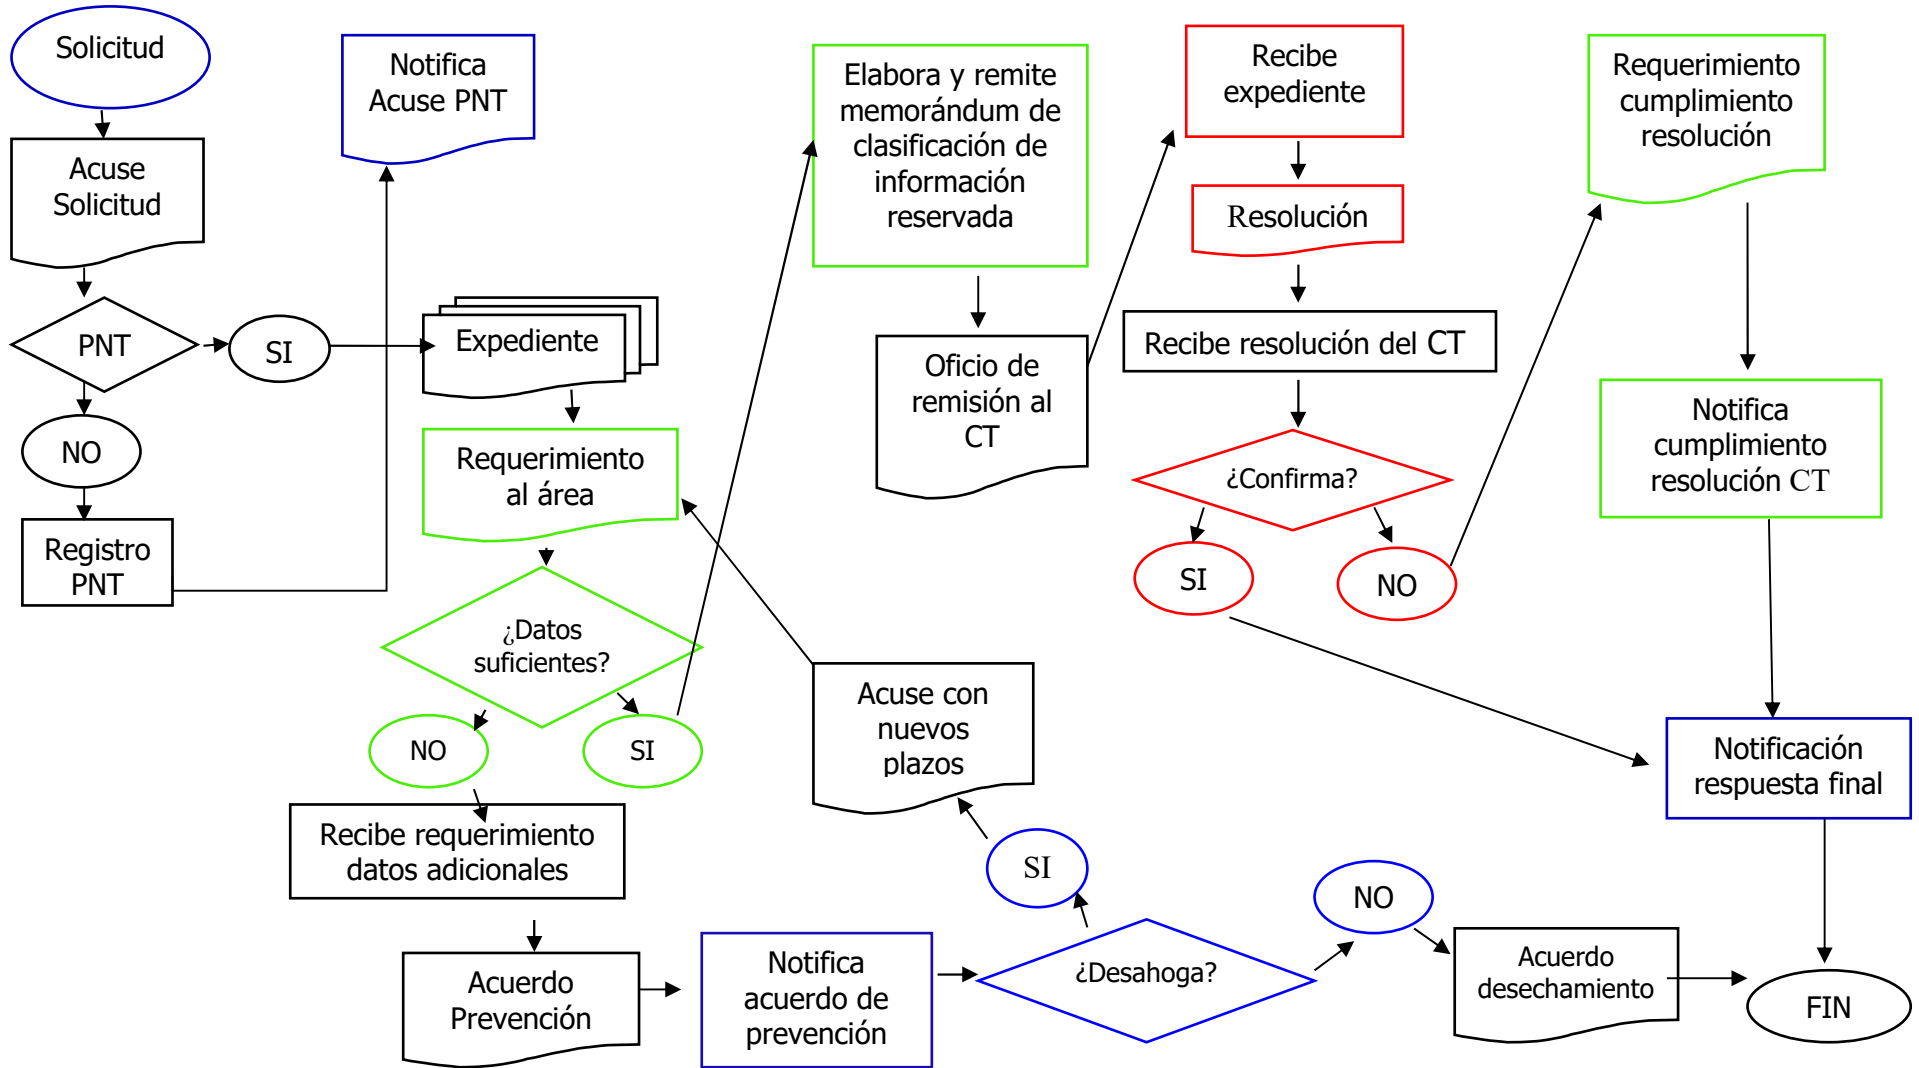 Solicitud
Acuse
Solicitud
PNT
SI
NO
Registro
PNT
Notifica
Acuse PNT
Expediente
Requerimiento
al área
¿Datos
suficientes?
NO
SI
Recibe requerimiento
datos adicionales
Acuerdo
Prevención
Notifica
acuerdo de
prevención
¿Desahoga?
SI
Acuse con
nuevos
plazos
NO
Acuerdo
desechamiento
Elabora y remite
memorándum de
clasificación de
información
reservada
Oficio de
remisión al
CT
Recibe
expediente
Resolución
Recibe resolución del CT
¿Confirma?
SI
NO
Requerimiento
cumplimiento
resolución
Notifica
cumplimiento
resolución CT
Notificación
respuesta final
FIN